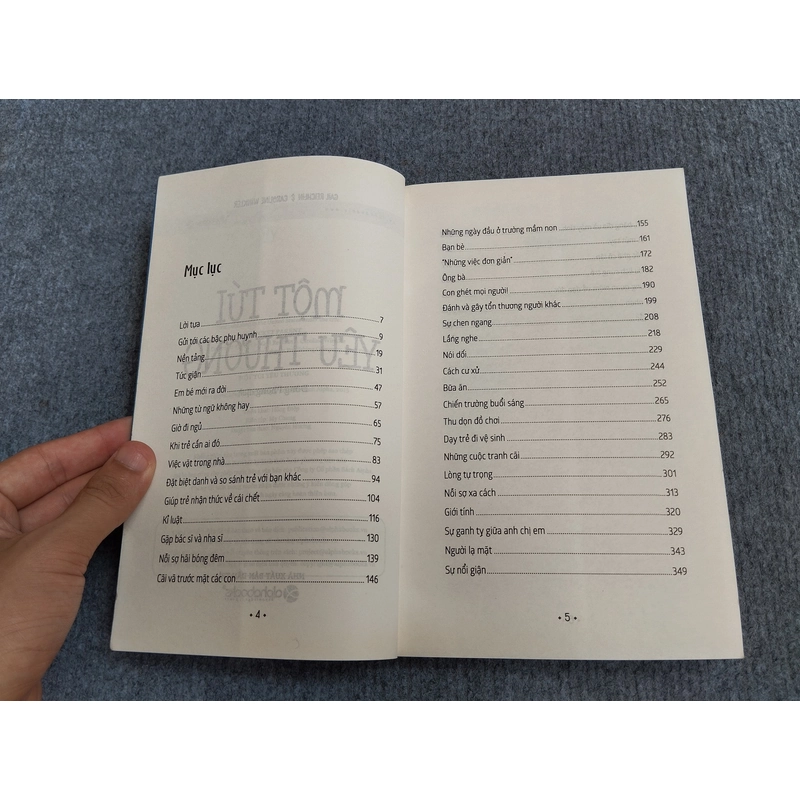 Mục lục
Lời tựa 7
Gửi tới các bậc phụ huynh 9
Nền tảng 19
Tức giận 31
Em bé mới ra đời 47
Những từ ngữ không hay 57
Giờ đi ngủ 65
Khi trẻ cần ai đó 75
Việc vặt trong nhà 83
Đặt biệt danh và so sánh trẻ với bạn khác 94
Giúp trẻ nhận thức về cái chết 104
Kỉ luật 116
Gặp bác sĩ và nha sĩ 130
Nỗi sợ hãi bóng đêm 139
Cãi vã trước mặt các con 146
• 4 •
Những ngày đầu ở trường mầm non 155
Bạn bè 161
"Những việc đơn giản" 172
Ông bà 182
Con ghét mọi người! 190
Đánh và gây tổn thương người khác 199
Sự chen ngang 208
Lắng nghe 218
Nói dối 229
Cách cư xử 244
Bữa ăn 252
Chiến trường buổi sáng 265
Thu dọn đồ chơi 276
Dạy trẻ đi vệ sinh 283
Những cuộc tranh cãi 292
Lòng tự trọng 301
Nỗi sợ xa cách 313
Giới tính 320
Sự ganh tỵ giữa anh chị em 329
Người lạ mặt 343
Sự nổi giận 349
• 5 •
MỘT TÚI
YÊU THƯƠNG